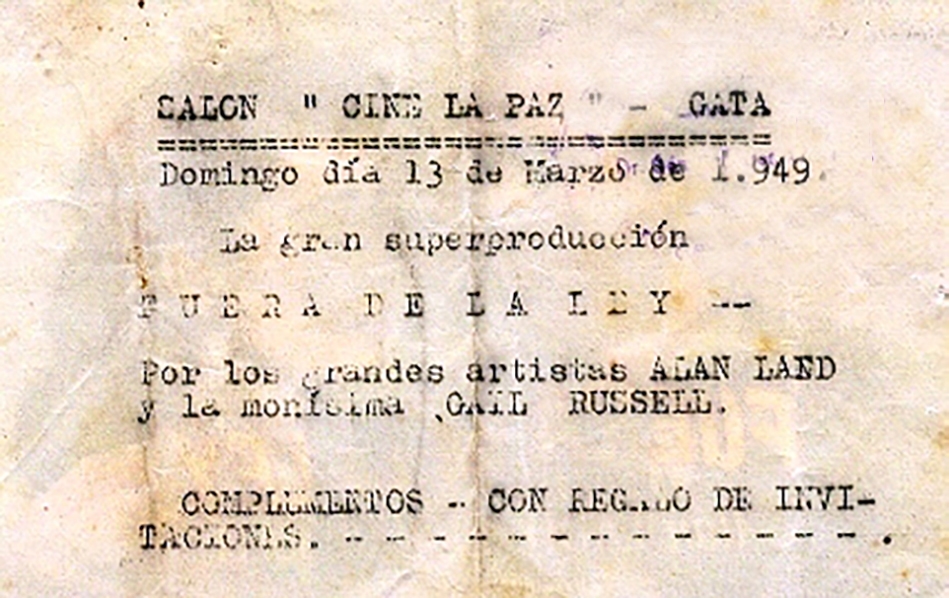 SALON " CINE LA PAZ " - GATA
=================================
Domingo día 13 de Marzo de 1.949.
La gran superproducción
FUERA DE LA LEY --
Por los grandes artistas ALAN LADD
y la monísima GAIL RUSSELL.
COMPLEMENTOS - CON REGALO DE INVI-
TACIONES. - - - - - - - - - - - - - - .